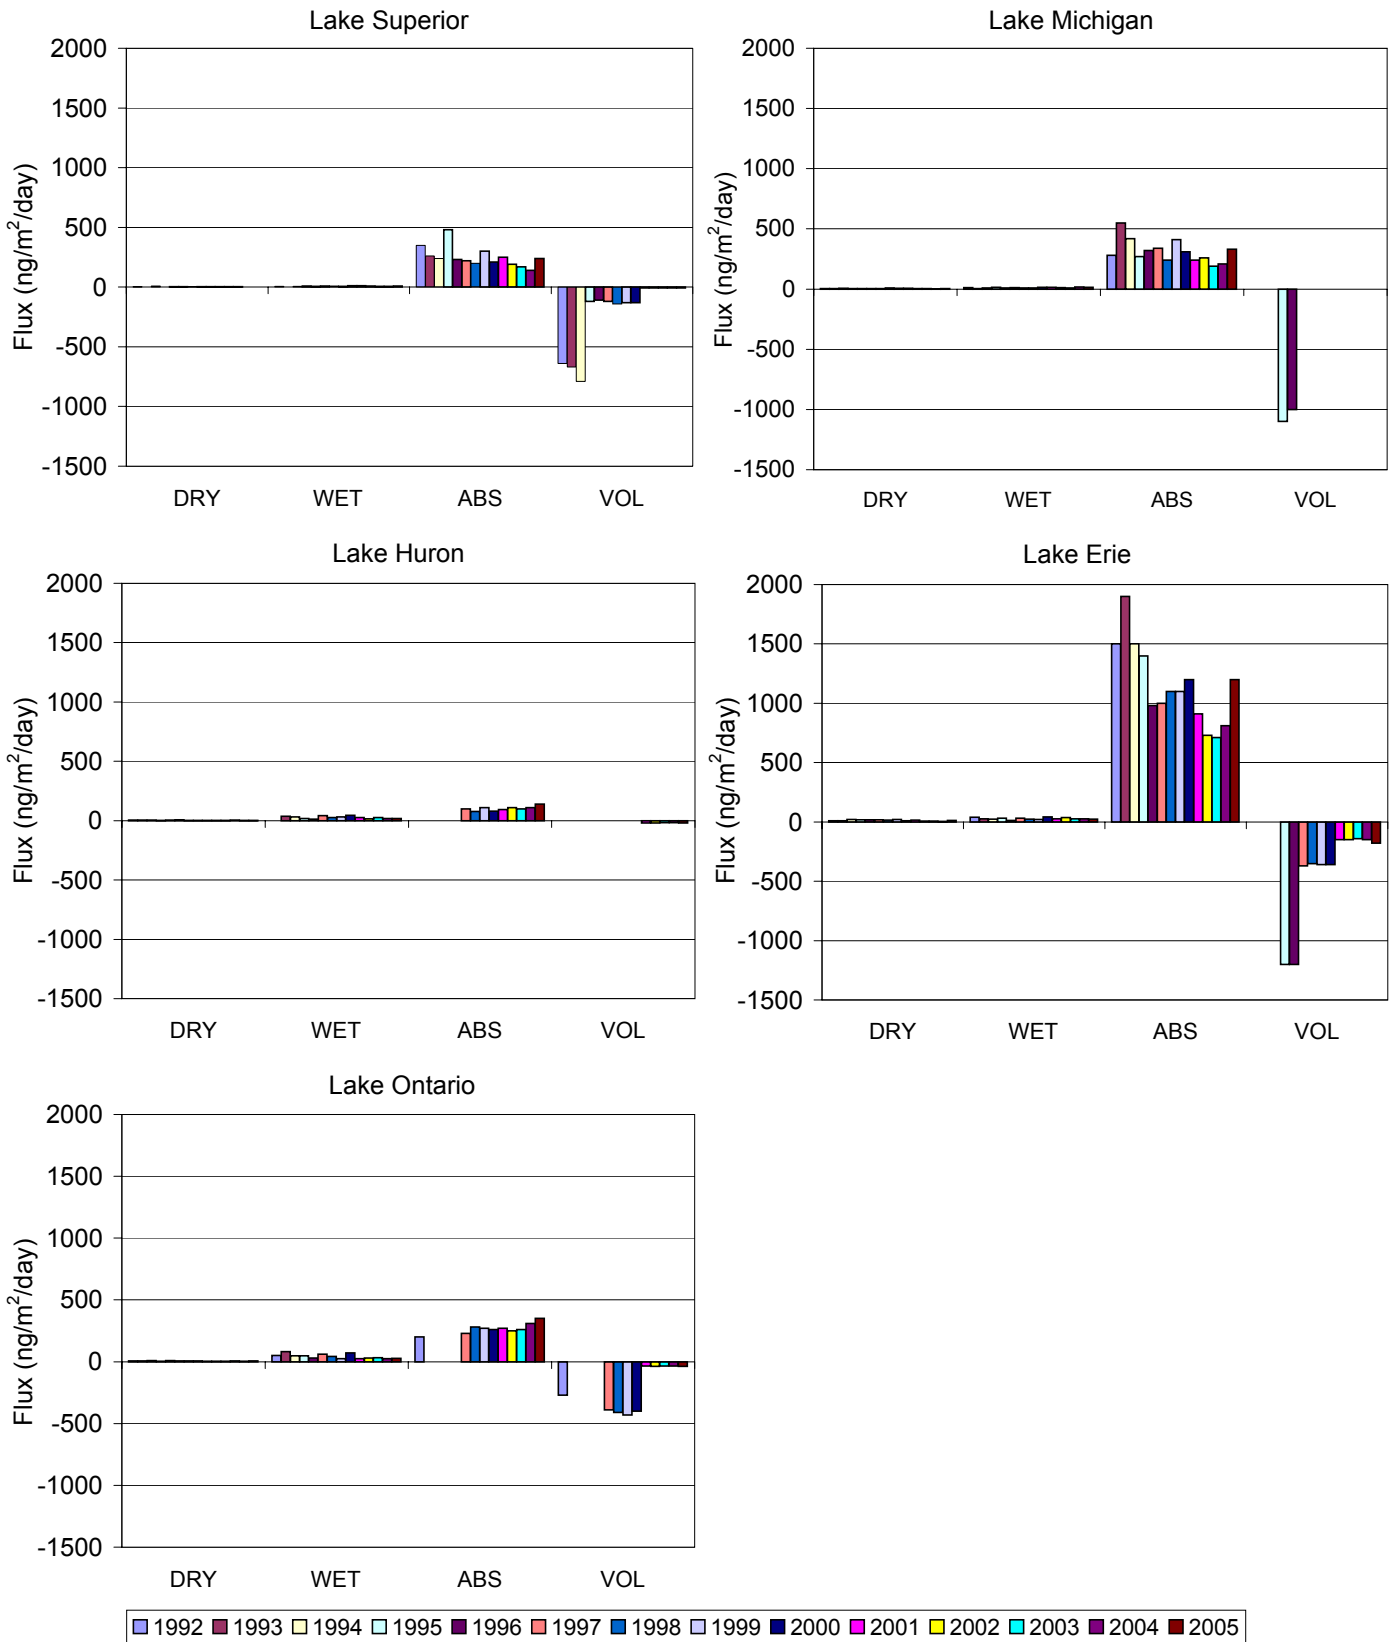 Lake Superior
2000
1500
1000
500
0
-500
-1000
-1500
Flux (ng/m²/day)
DRY WET ABS VOL
Lake Michigan
2000
1500
1000
500
0
-500
-1000
-1500
Flux (ng/m²/day)
DRY WET ABS VOL
Lake Huron
2000
1500
1000
500
0
-500
-1000
-1500
Flux (ng/m²/day)
DRY WET ABS VOL
Lake Erie
2000
1500
1000
500
0
-500
-1000
-1500
Flux (ng/m²/day)
DRY WET ABS VOL
Lake Ontario
2000
1500
1000
500
0
-500
-1000
-1500
Flux (ng/m²/day)
DRY WET ABS VOL
1992 1993 1994 1995 1996 1997 1998 1999 2000 2001 2002 2003 2004 2005